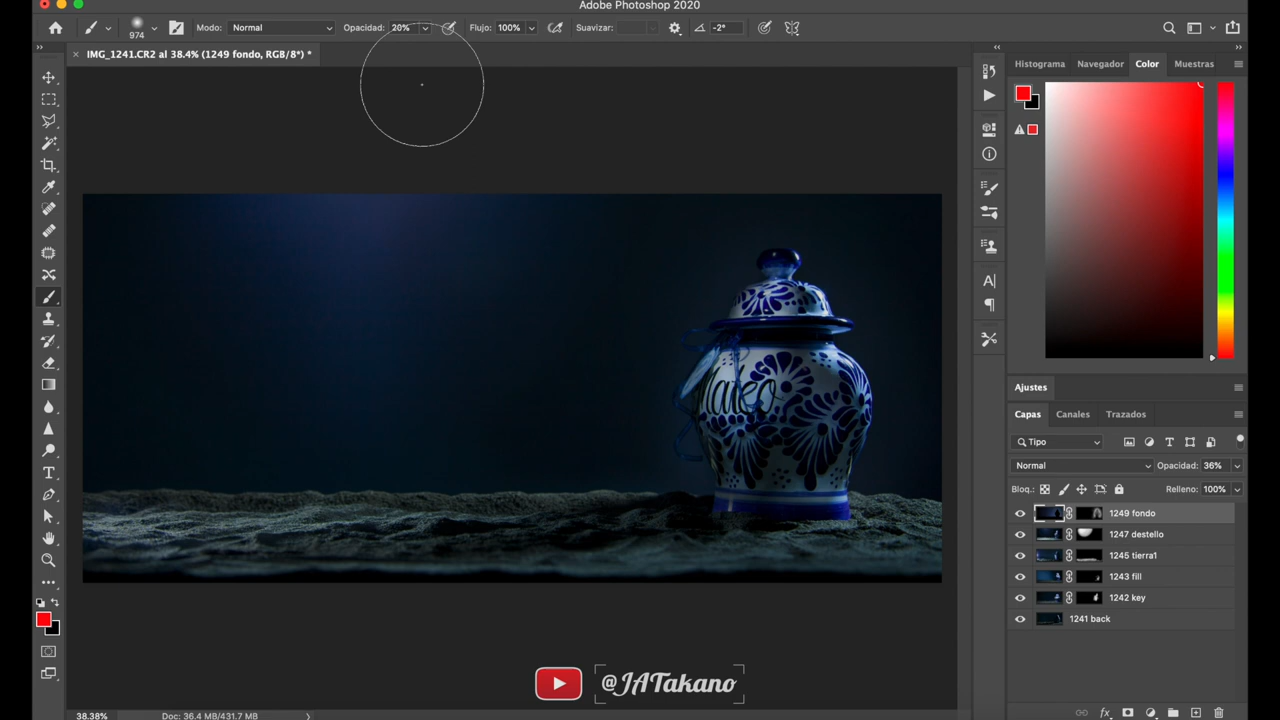 Adobe Photoshop 2020
974
Modo: Normal
Opacidad: 20%
Flujo: 100%
Suavizar:
-2°
IMG_1241.CR2 al 38.4% (1249 fondo, RGB/8*) *
Histograma
Navegador
Color
Muestras
Mateo
Ajustes
Capas
Canales
Trazados
Tipo
Normal
Opacidad: 36%
Bloq.:
Relleno: 100%
1249 fondo
1247 destello
1245 tierra1
1243 fill
1242 key
1241 back
@JATakano
38.38%
Doc: 36.4 MB/431.7 MB